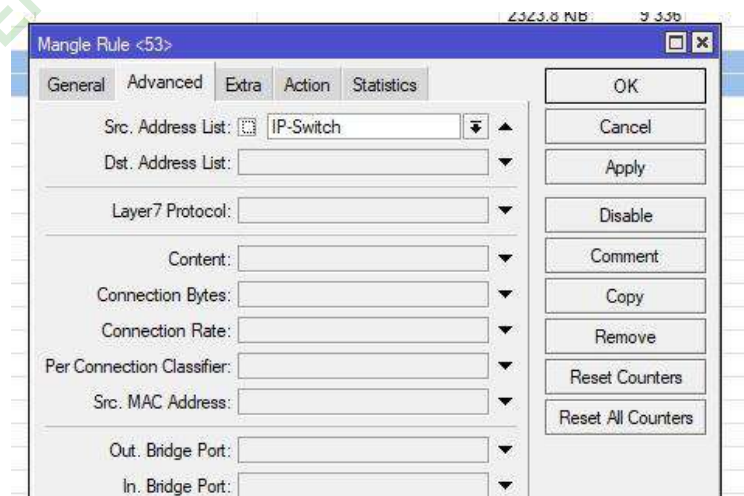 2323.8 KiB 9 336
Mangle Rule <53>
General Advanced Extra Action Statistics
OK
Src. Address List: IP-Switch
Cancel
Dst. Address List:
Apply
Layer7 Protocol:
Disable
Content:
Comment
Connection Bytes:
Copy
Connection Rate:
Remove
Per Connection Classifier:
Reset Counters
Src. MAC Address:
Reset All Counters
Out. Bridge Port:
In. Bridge Port: